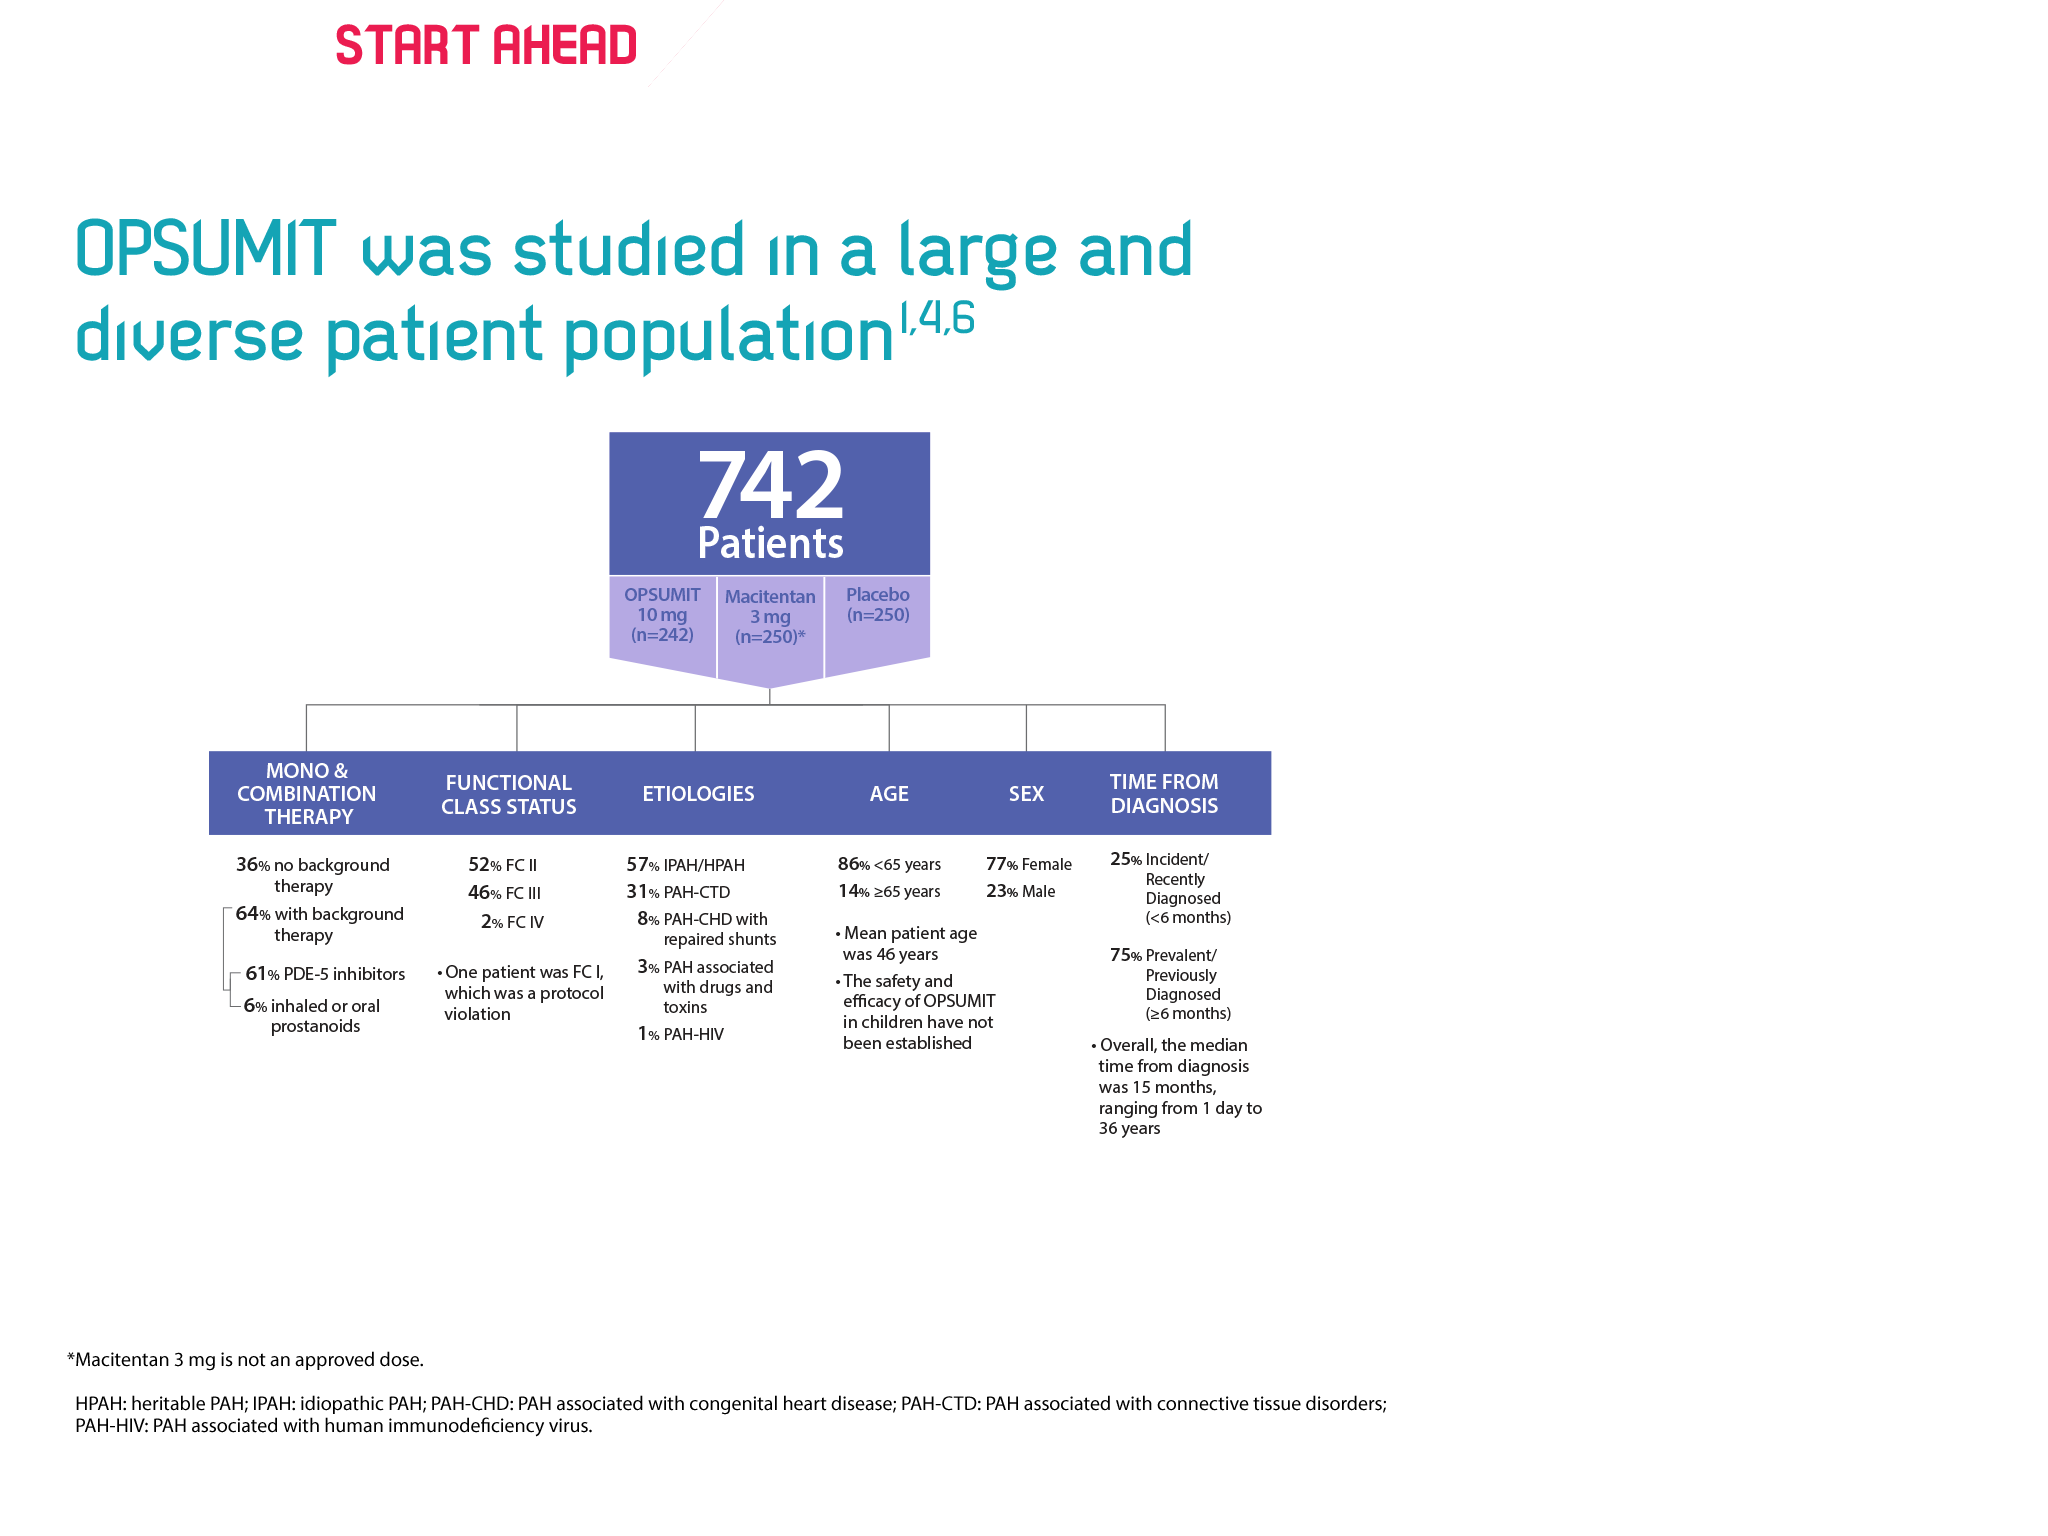 START AHEAD
OPSUMIT was studied in a large and
diverse patient population1,4,6
742
Patients
OPSUMIT
10 mg
(n=242)
Macitentan
3 mg
(n=250)*
Placebo
(n=250)
MONO &
COMBINATION
THERAPY
36% no background
therapy
64% with background
therapy
61% PDE-5 inhibitors
6% inhaled or oral
prostanoids
FUNCTIONAL
CLASS STATUS
52% FC II
46% FC III
2% FC IV
• One patient was FC I,
which was a protocol
violation
ETIOLOGIES
57% IPAH/HPAH
31% PAH-CTD
8% PAH-CHD with
repaired shunts
3% PAH associated
with drugs and
toxins
1% PAH-HIV
AGE
86% <65 years
14% ≥65 years
• Mean patient age
was 46 years
• The safety and
efficacy of OPSUMIT
in children have not
been established
SEX
77% Female
23% Male
TIME FROM
DIAGNOSIS
25% Incident/
Recently
Diagnosed
(<6 months)
75% Prevalent/
Previously
Diagnosed
(≥6 months)
• Overall, the median
time from diagnosis
was 15 months,
ranging from 1 day to
36 years
*Macitentan 3 mg is not an approved dose.
HPAH: heritable PAH; IPAH: idiopathic PAH; PAH-CHD: PAH associated with congenital heart disease; PAH-CTD: PAH associated with connective tissue disorders;
PAH-HIV: PAH associated with human immunodeficiency virus.